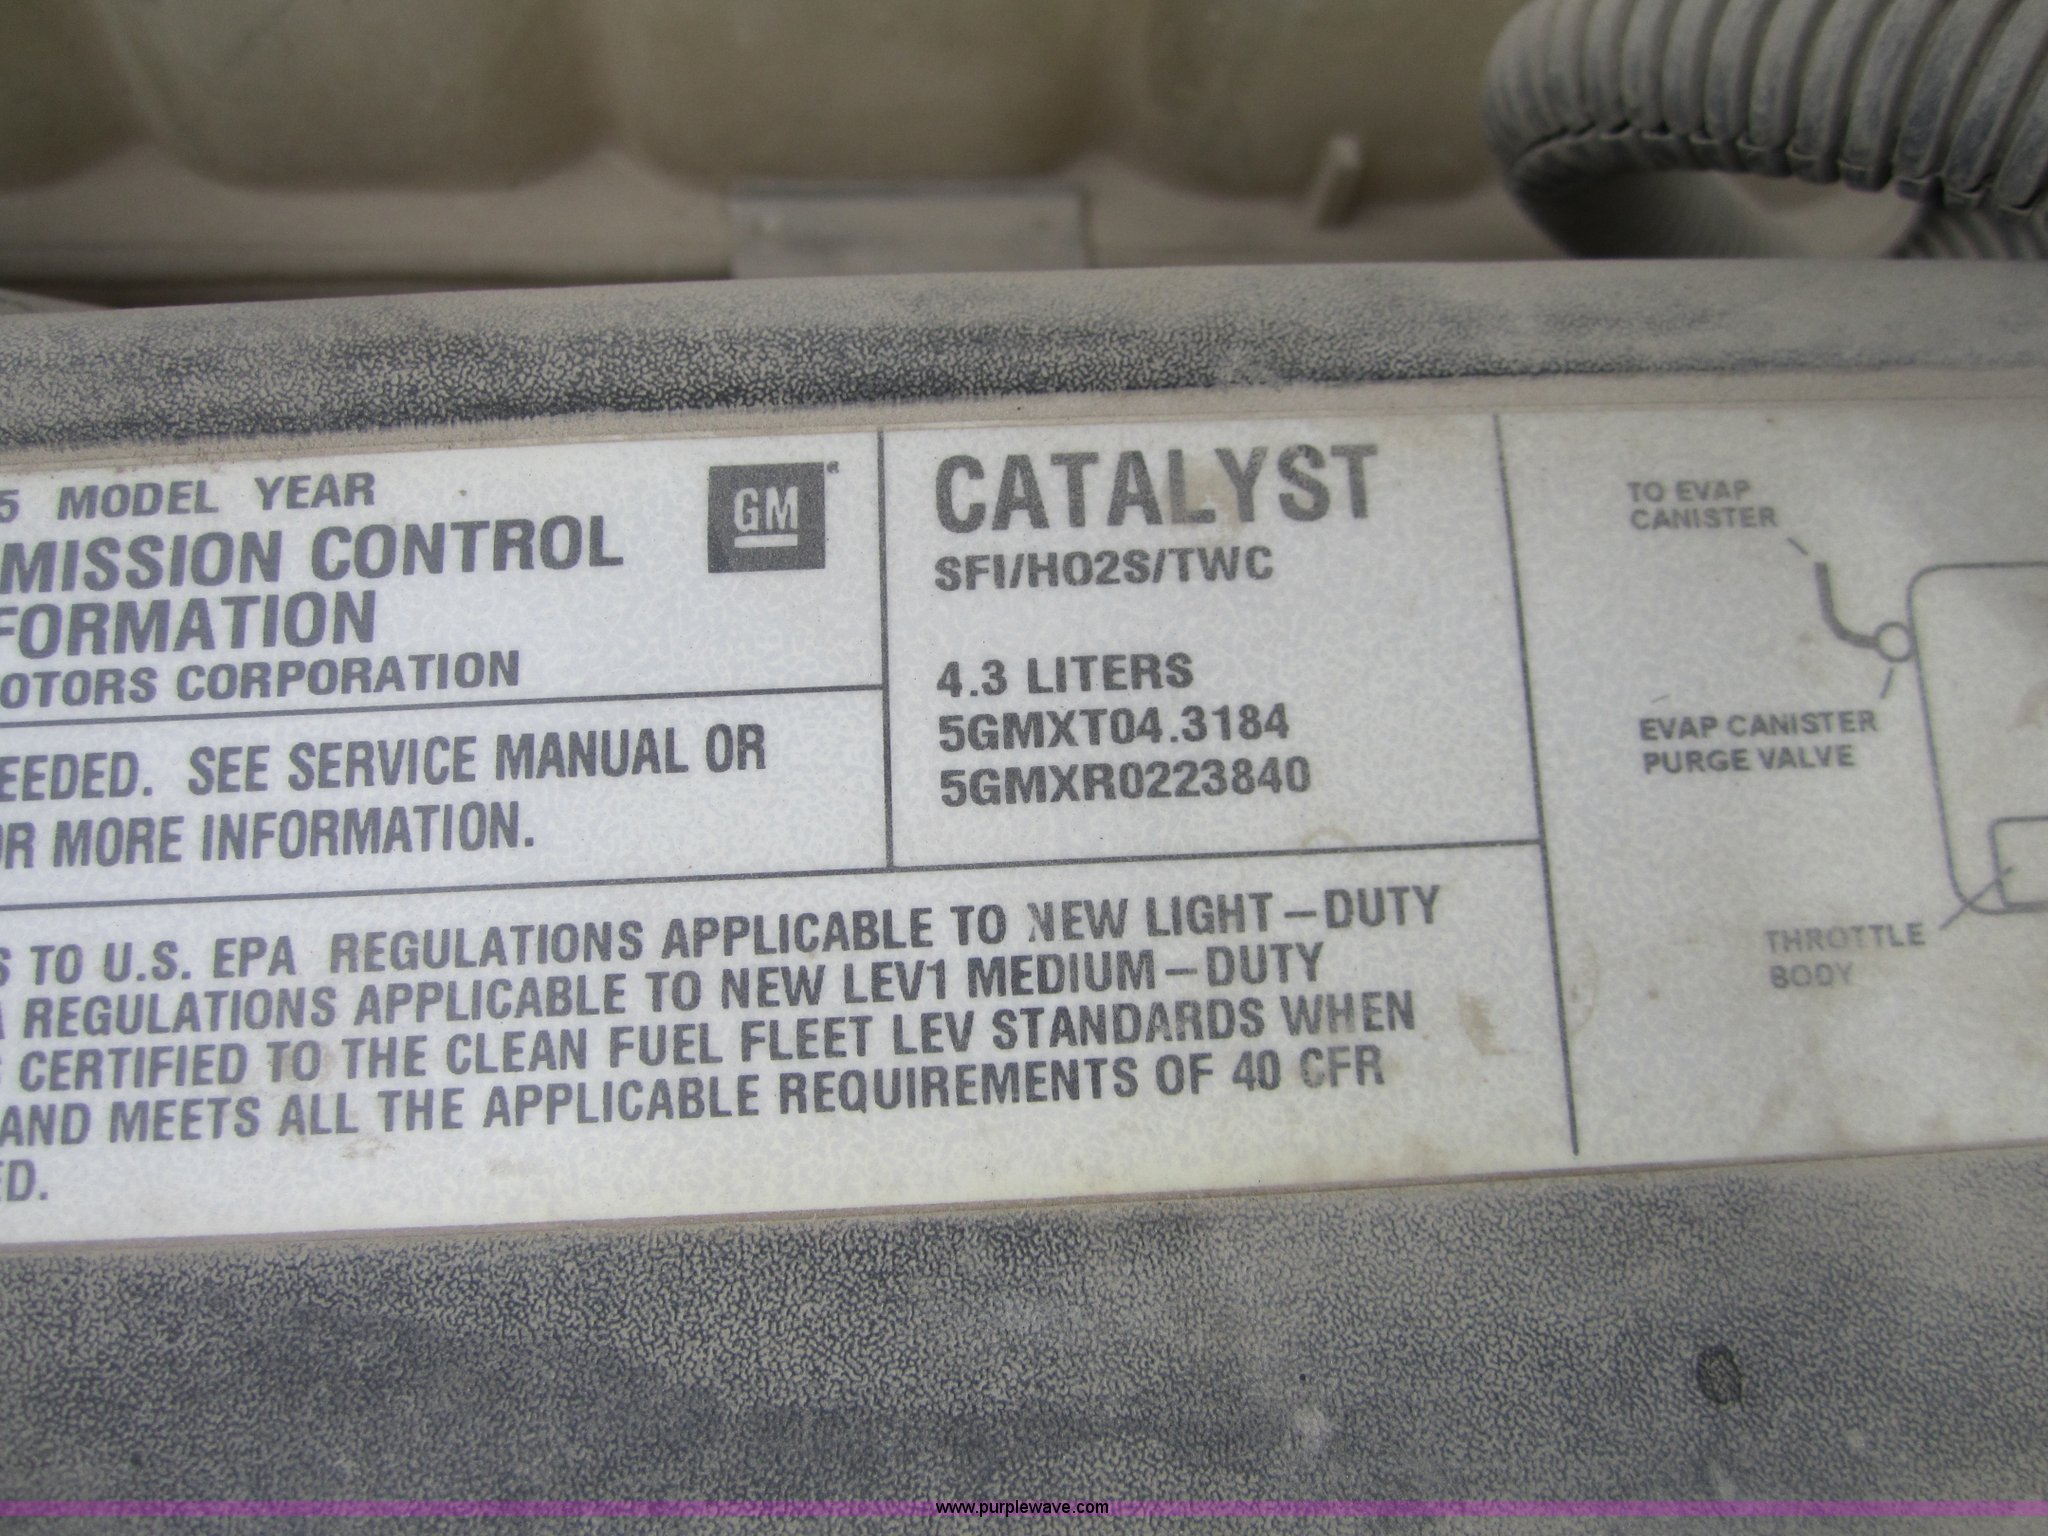 5 MODEL YEAR
MISSION CONTROL
FORMATION
OTORS CORPORATION
GM
EEDED. SEE SERVICE MANUAL OR
OR MORE INFORMATION.
CATALYST
SFI/HO2S/TWC
4.3 LITERS
5GMXT04.3184
5GMXR0223840
S TO U.S. EPA REGULATIONS APPLICABLE TO NEW LIGHT-DUTY
A REGULATIONS APPLICABLE TO NEW LEV1 MEDIUM-DUTY
CERTIFIED TO THE CLEAN FUEL FLEET LEV STANDARDS WHEN
AND MEETS ALL THE APPLICABLE REQUIREMENTS OF 40 CFR
ED.
TO EVAP
CANISTER
EVAP CANISTER
PURGE VALVE
THROTTLE
BODY
www.purplewave.com